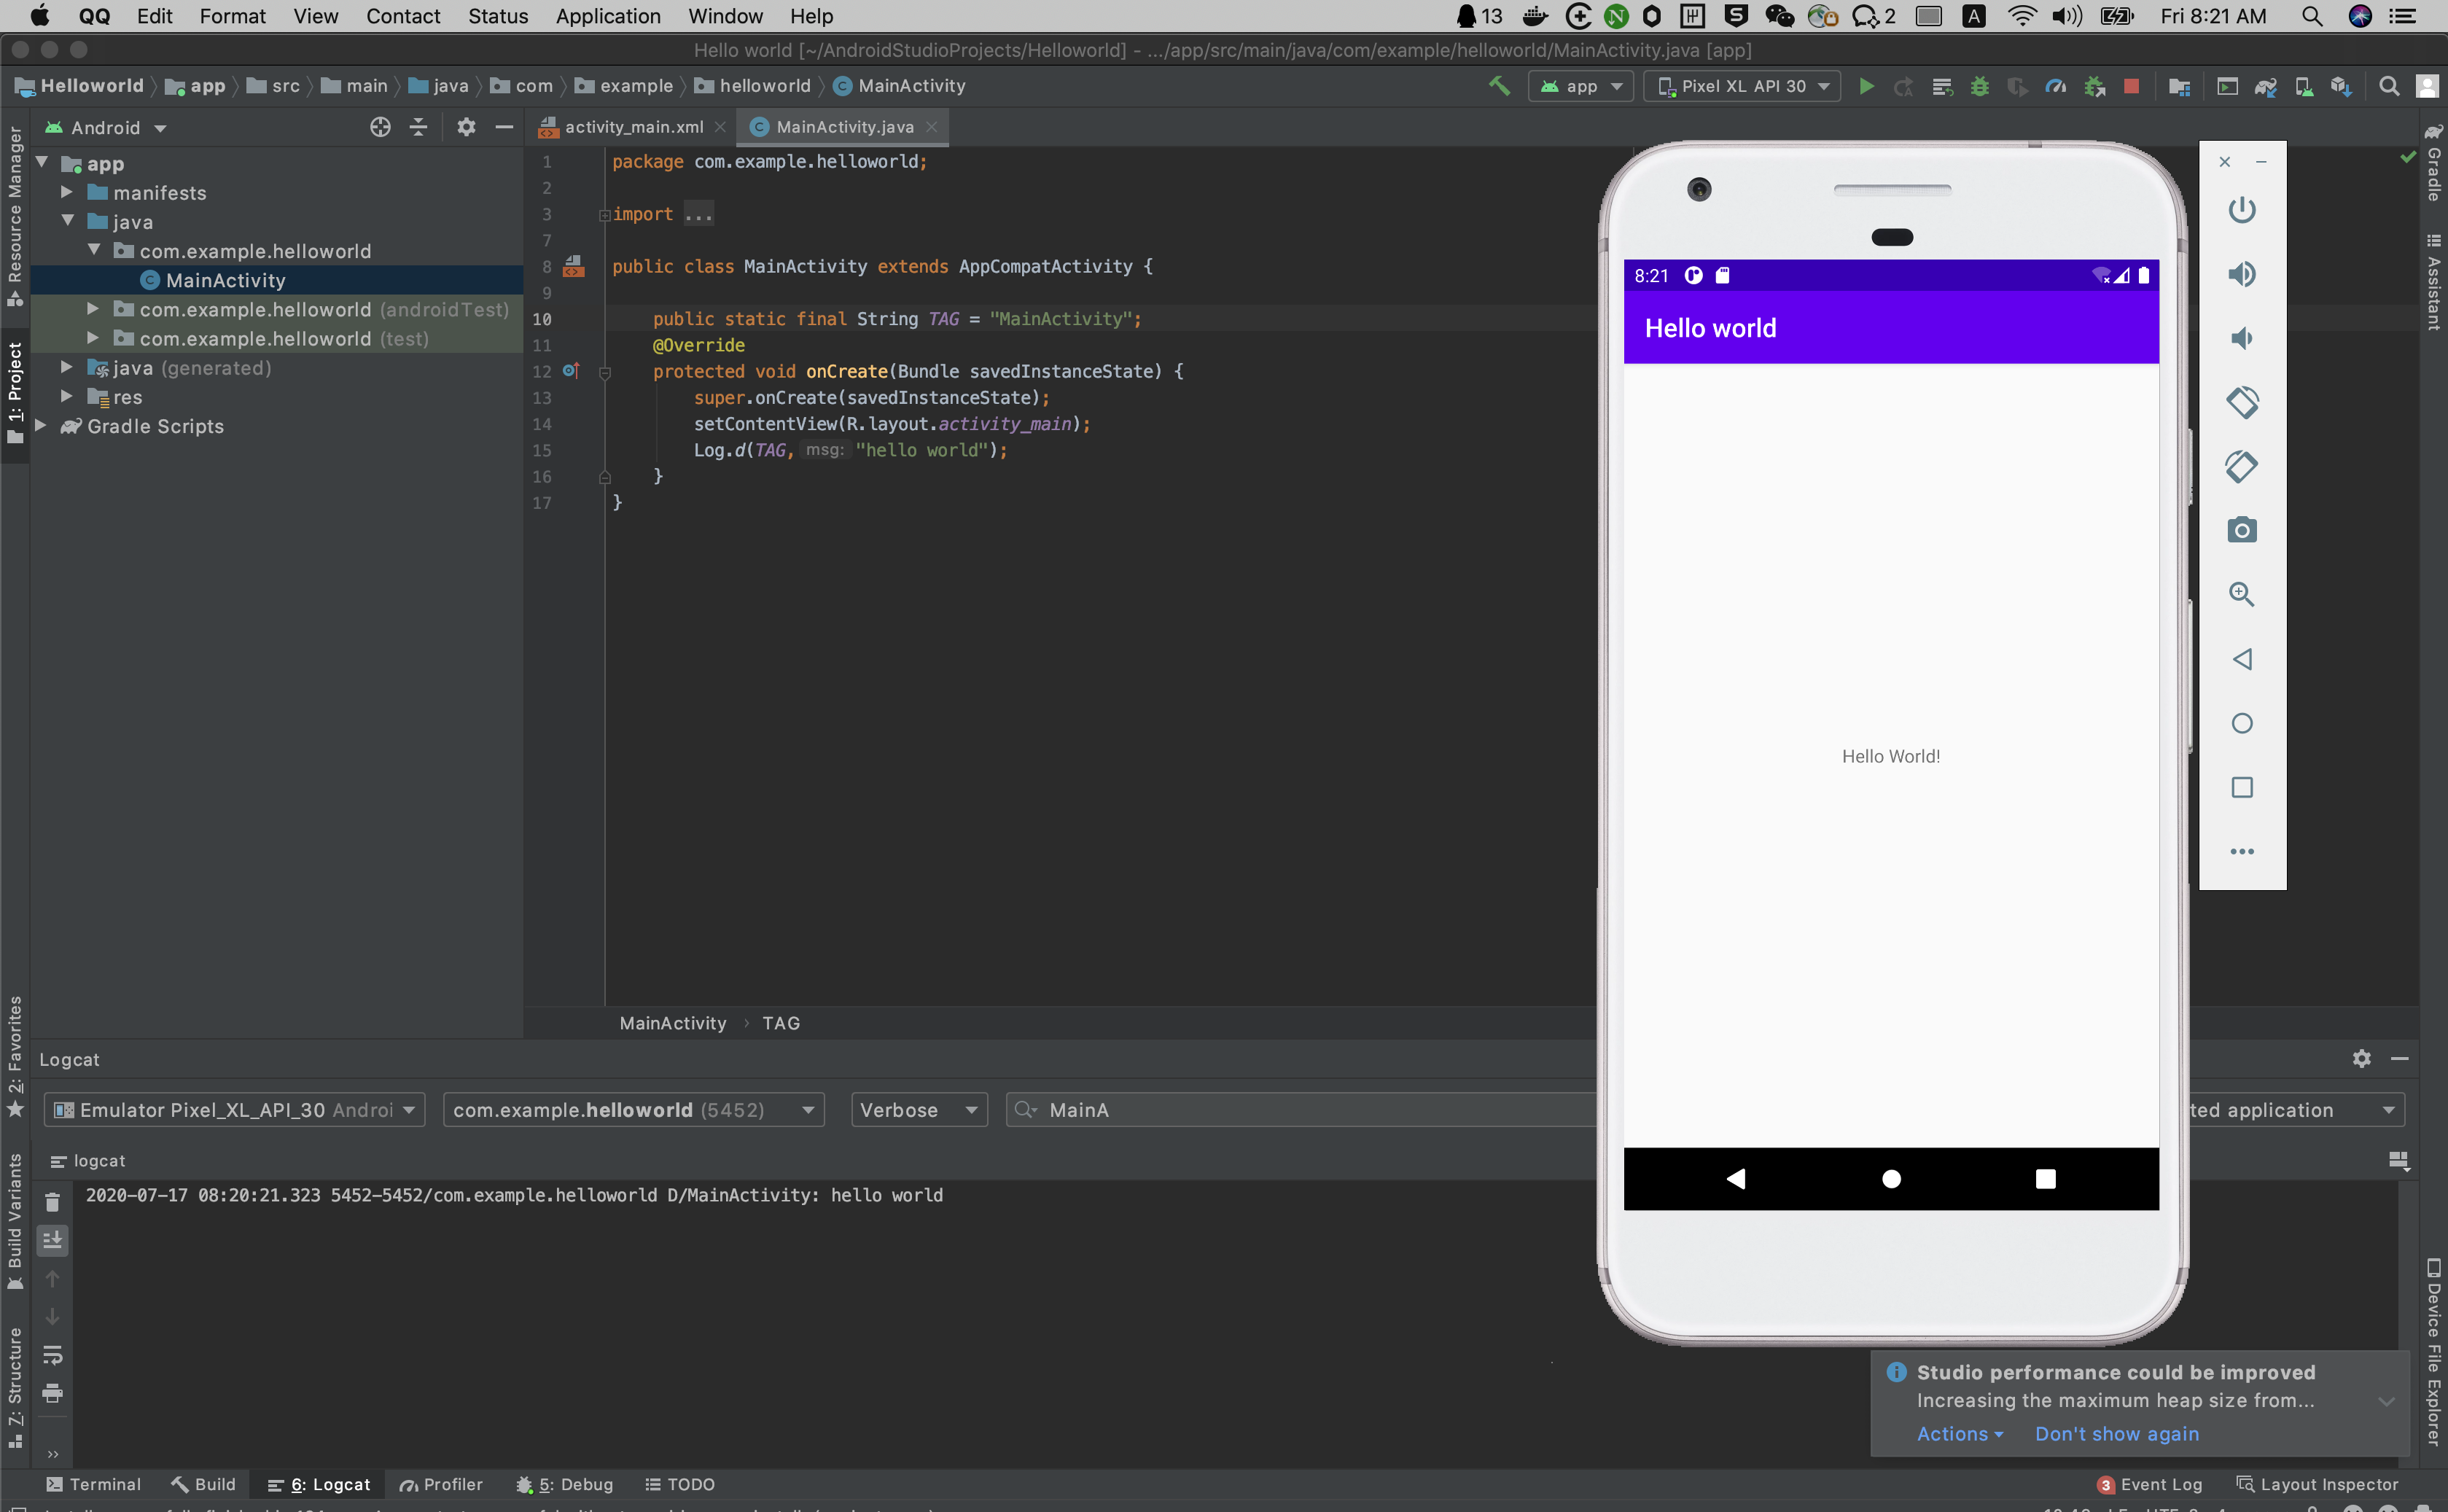 QQ Edit Format View Contact Status Application Window Help 13 2 A Fri 8:21 AM
Hello world [~/AndroidStudioProjects/Helloworld] - .../app/src/main/java/com/example/helloworld/MainActivity.java [app]
Helloworld app src main java com example helloworld MainActivity app Pixel XL API 30
Android activity_main.xml MainActivity.java
Resource Manager
1: Project
2: Favorites
Build Variants
7: Structure
app
manifests
java
com.example.helloworld
MainActivity
com.example.helloworld (androidTest)
com.example.helloworld (test)
java (generated)
res
Gradle Scripts
1 package com.example.helloworld;
2
3 import ...
7
8 public class MainActivity extends AppCompatActivity {
9
10 public static final String TAG = "MainActivity";
11 @Override
12 protected void onCreate(Bundle savedInstanceState) {
13 super.onCreate(savedInstanceState);
14 setContentView(R.layout.activity_main);
15 Log.d(TAG, msg: "hello world");
16 }
17 }
MainActivity › TAG
8:21
Hello world
Hello World!
Gradle
Assistant
Device File Explorer
Logcat
Emulator Pixel_XL_API_30 Androi com.example.helloworld (5452) Verbose MainA ted application
logcat
2020-07-17 08:20:21.323 5452-5452/com.example.helloworld D/MainActivity: hello world
Studio performance could be improved
Increasing the maximum heap size from...
Actions Don't show again
Terminal Build 6: Logcat Profiler 5: Debug TODO 3 Event Log Layout Inspector